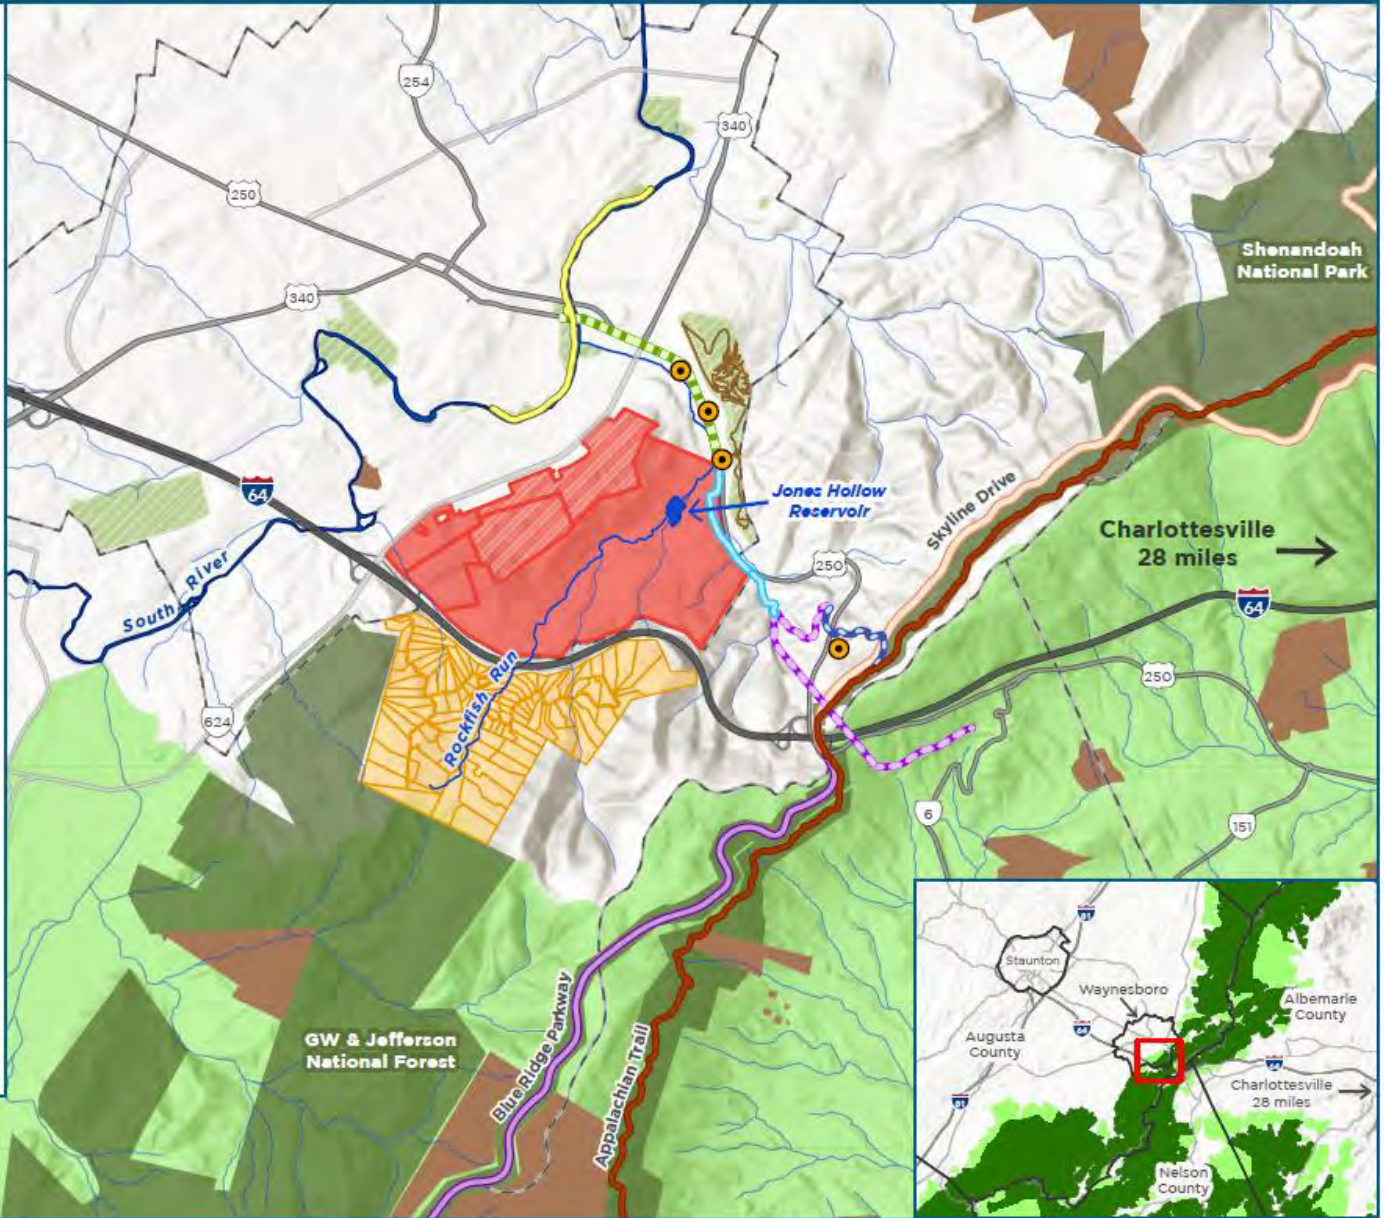 254
340
250
Shenandoah
National Park
340
64
Jones Hollow
Reservoir
Skyline Drive
Charlottesville
28 miles
250
64
South River
Rockfish Run
250
624
6
151
GW & Jefferson
National Forest
Blue Ridge Parkway
Appalachian Trail
81
Staunton
Waynesboro
Albemarle
County
64
Augusta
County
64
Charlottesville
28 miles
81
Nelson
County